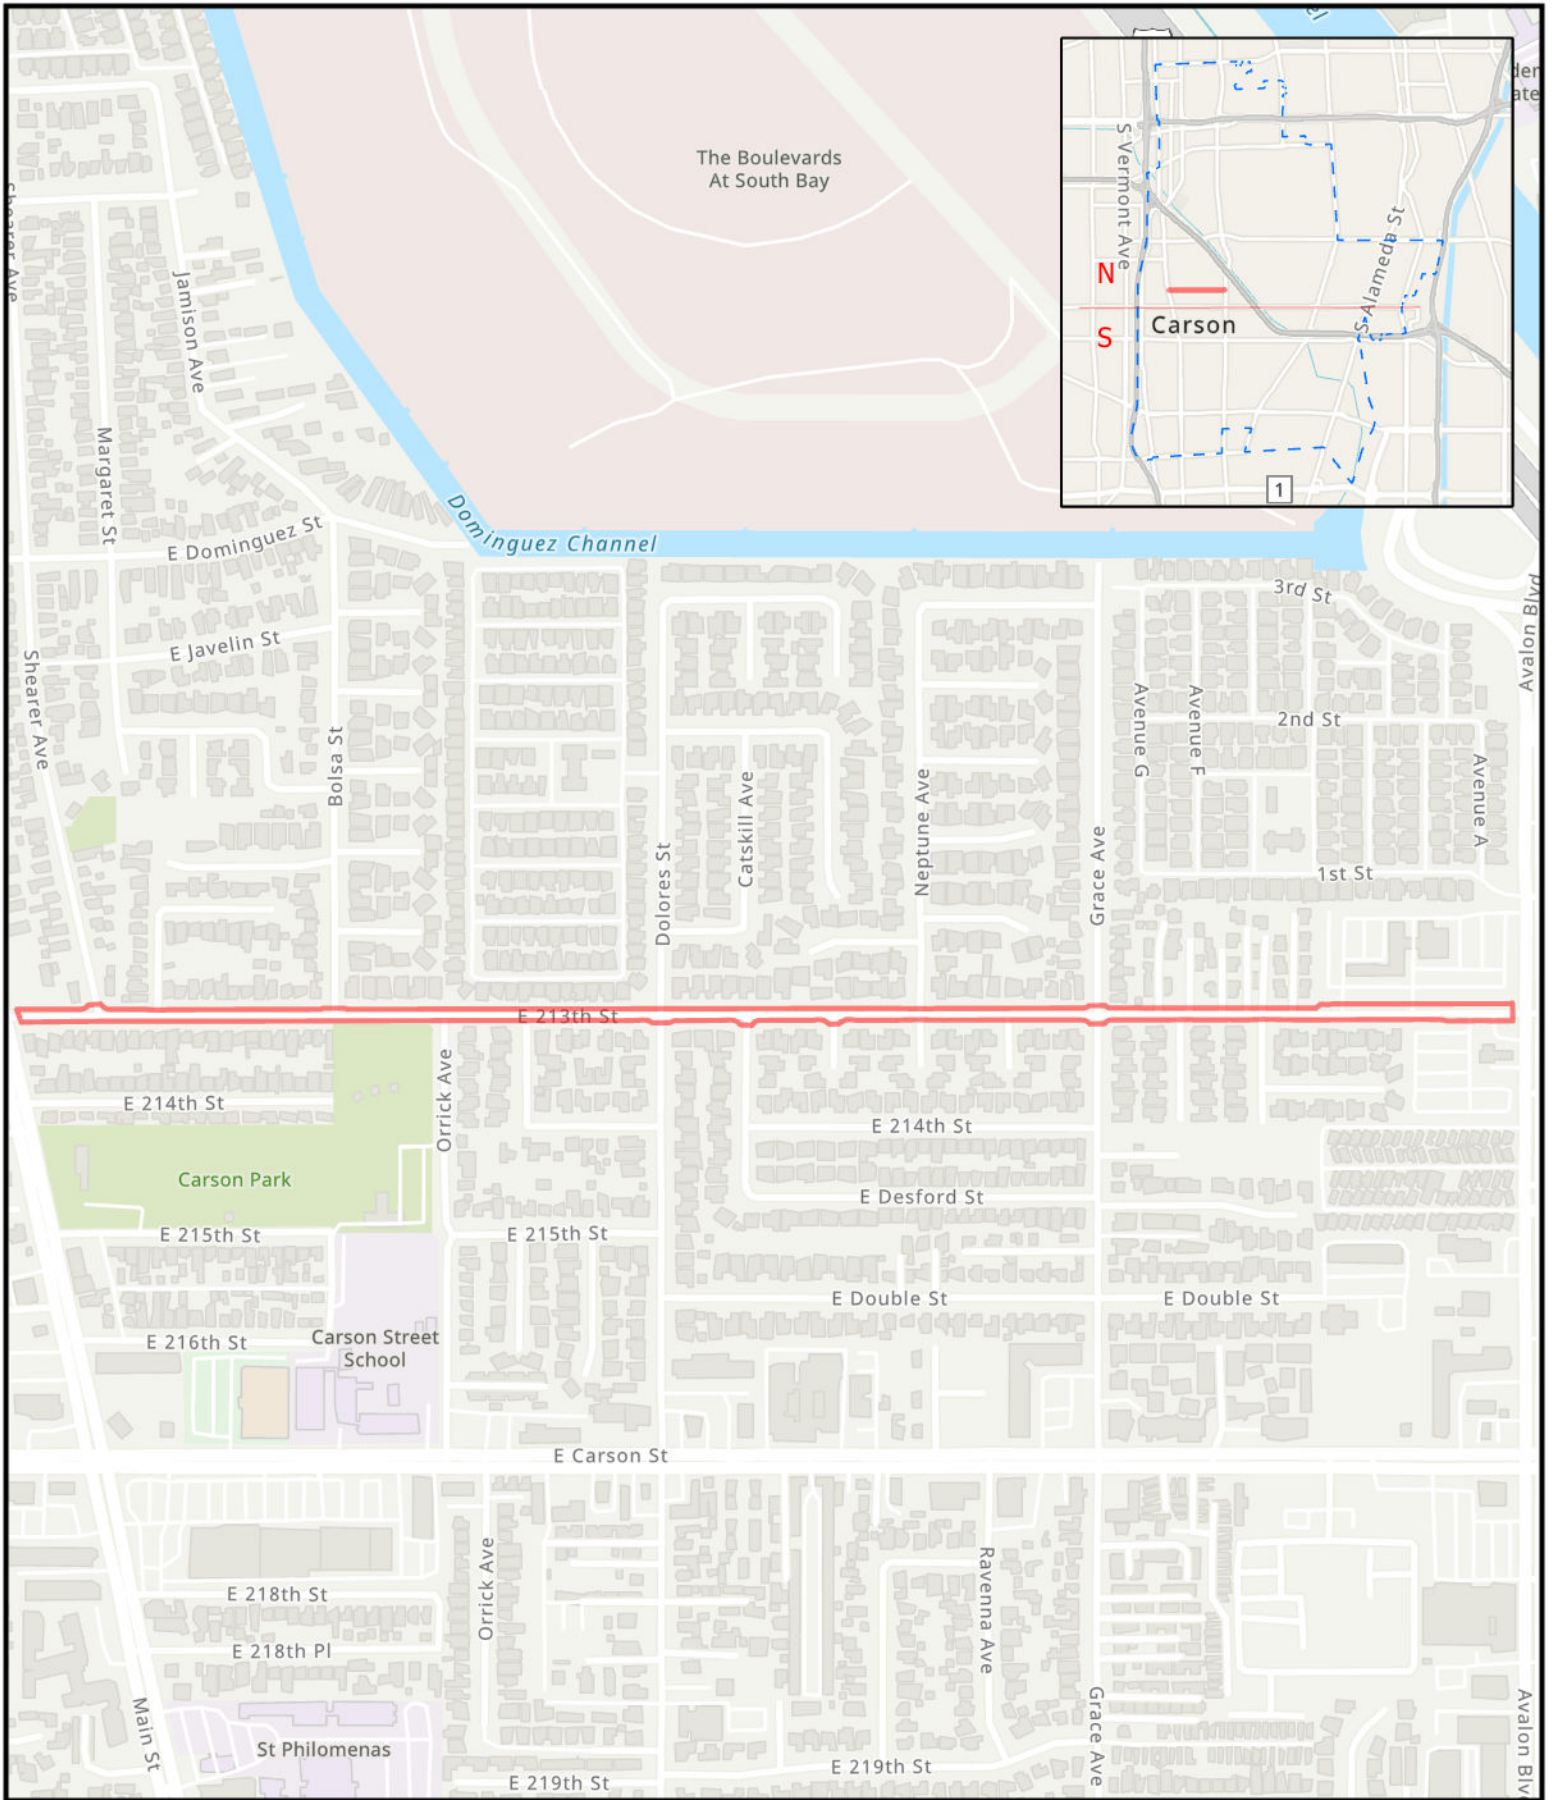 The Boulevards
At South Bay
S Vermont Ave
S Alameda St
N
Carson
S
1
Shearer Ave
Jamison Ave
Margaret St
E Dominguez St
Dominguez Channel
E Javelin St
3rd St
Avalon Blvd
Shearer Ave
Bolsa St
Avenue G
Avenue F
2nd St
Avenue A
Catskill Ave
Neptune Ave
Dolores St
Grace Ave
1st St
E 213th St
Orrick Ave
E 214th St
E 214th St
Carson Park
E Desford St
E 215th St
E 215th St
E Double St
E Double St
E 216th St
Carson Street
School
E Carson St
Orrick Ave
Ravenna Ave
E 218th St
E 218th Pl
Main St
Grace Ave
Avalon Blv
St Philomenas
E 219th St
E 219th St